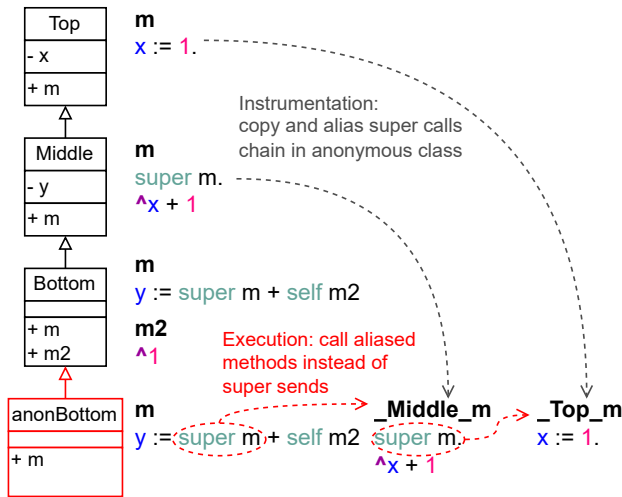 Top
- x
+ m
m
x := 1.
Instrumentation:
copy and alias super calls
chain in anonymous class
Middle
- y
+ m
m
super m.
^x + 1
Bottom
+ m
+ m2
m
y := super m + self m2
m2
^1
Execution: call aliased
methods instead of
super sends
anonBottom
+ m
m
y := super m + self m2
_Middle_m
super m.
^x + 1
_Top_m
x := 1.